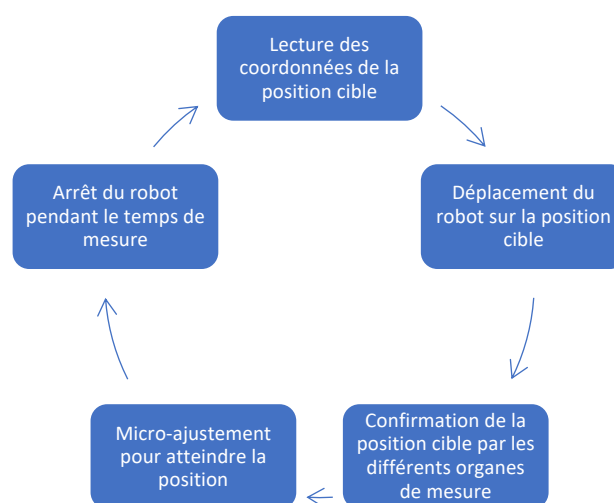 Lecture des
coordonnées de la
position cible
Déplacement du
robot sur la position
cible
Confirmation de la
position cible par les
différents organes
de mesure
Micro-ajustement
pour atteindre la
position
Arrêt du robot
pendant le temps de
mesure